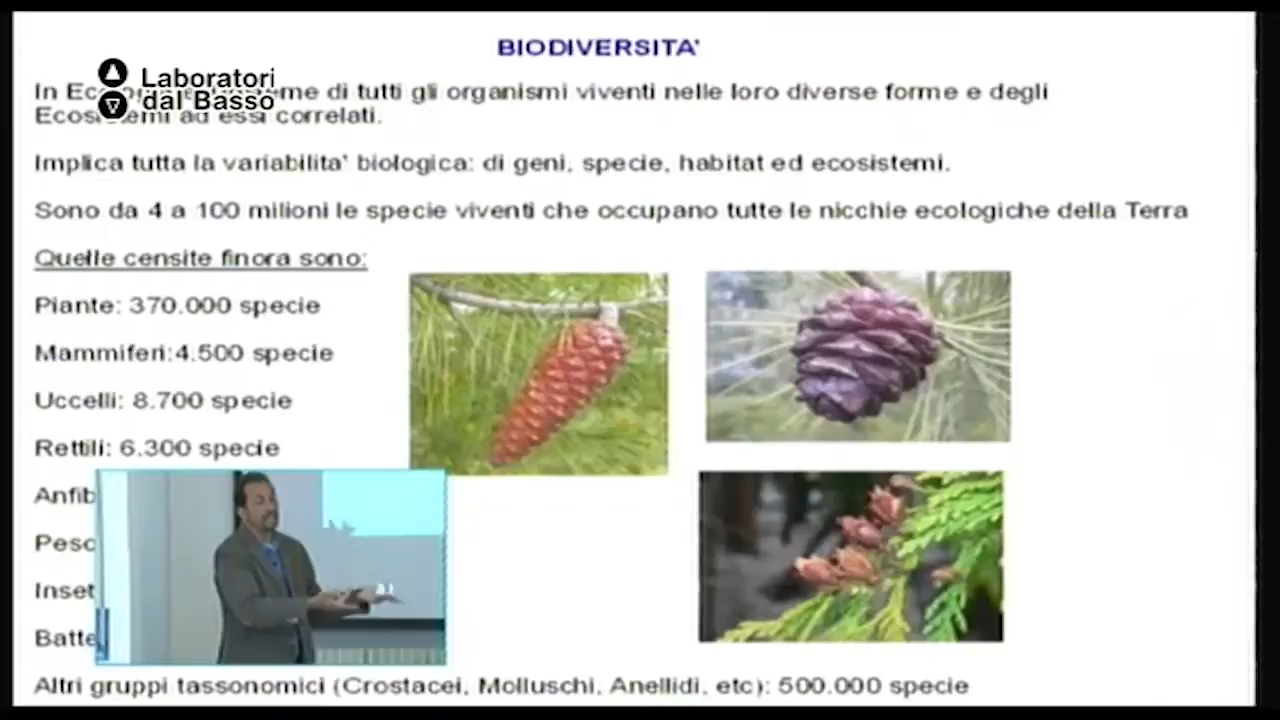 BIODIVERSITA'
Laboratori
dal Basso
In di tutti gli organismi viventi nelle loro diverse forme e degli
ad essi correlati.
Implica tutta la variabilita' biologica: di geni, specie, habitat ed ecosistemi.
Sono da 4 a 100 milioni le specie viventi che occupano tutte le nicchie ecologiche della Terra
Quelle censite finora sono:
Piante: 370.000 specie
Mammiferi:4.500 specie
Uccelli: 8.700 specie
Rettili: 6.300 specie
Altri gruppi tassonomici (Crostacei, Molluschi, Anellidi, etc): 500.000 specie